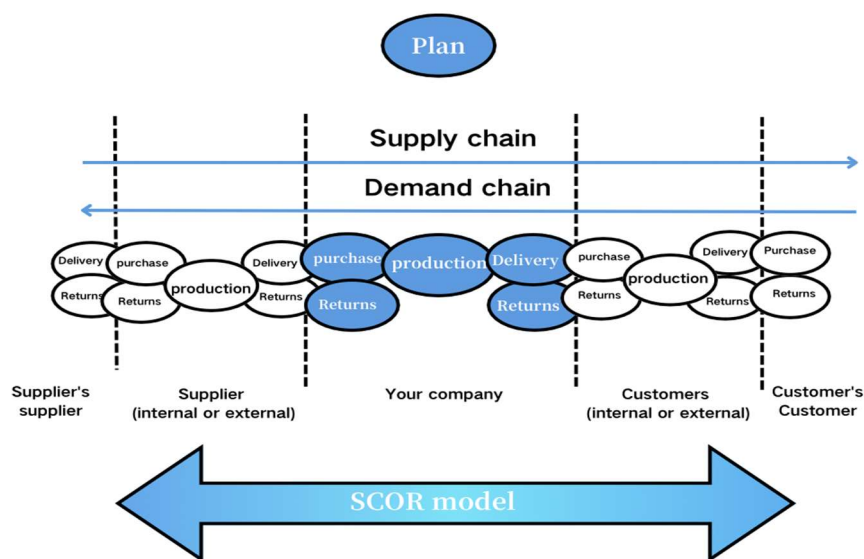 Plan
Supply chain
Demand chain
Delivery
purchase
Delivery
purchase
production
Delivery
purchase
Delivery
Purchase
production
production
Returns
Returns
Returns
Returns
Returns
Returns
Returns
Returns
Supplier's
supplier
Supplier
(internal or external)
Your company
Customers
(internal or external)
Customer's
Customer
SCOR model